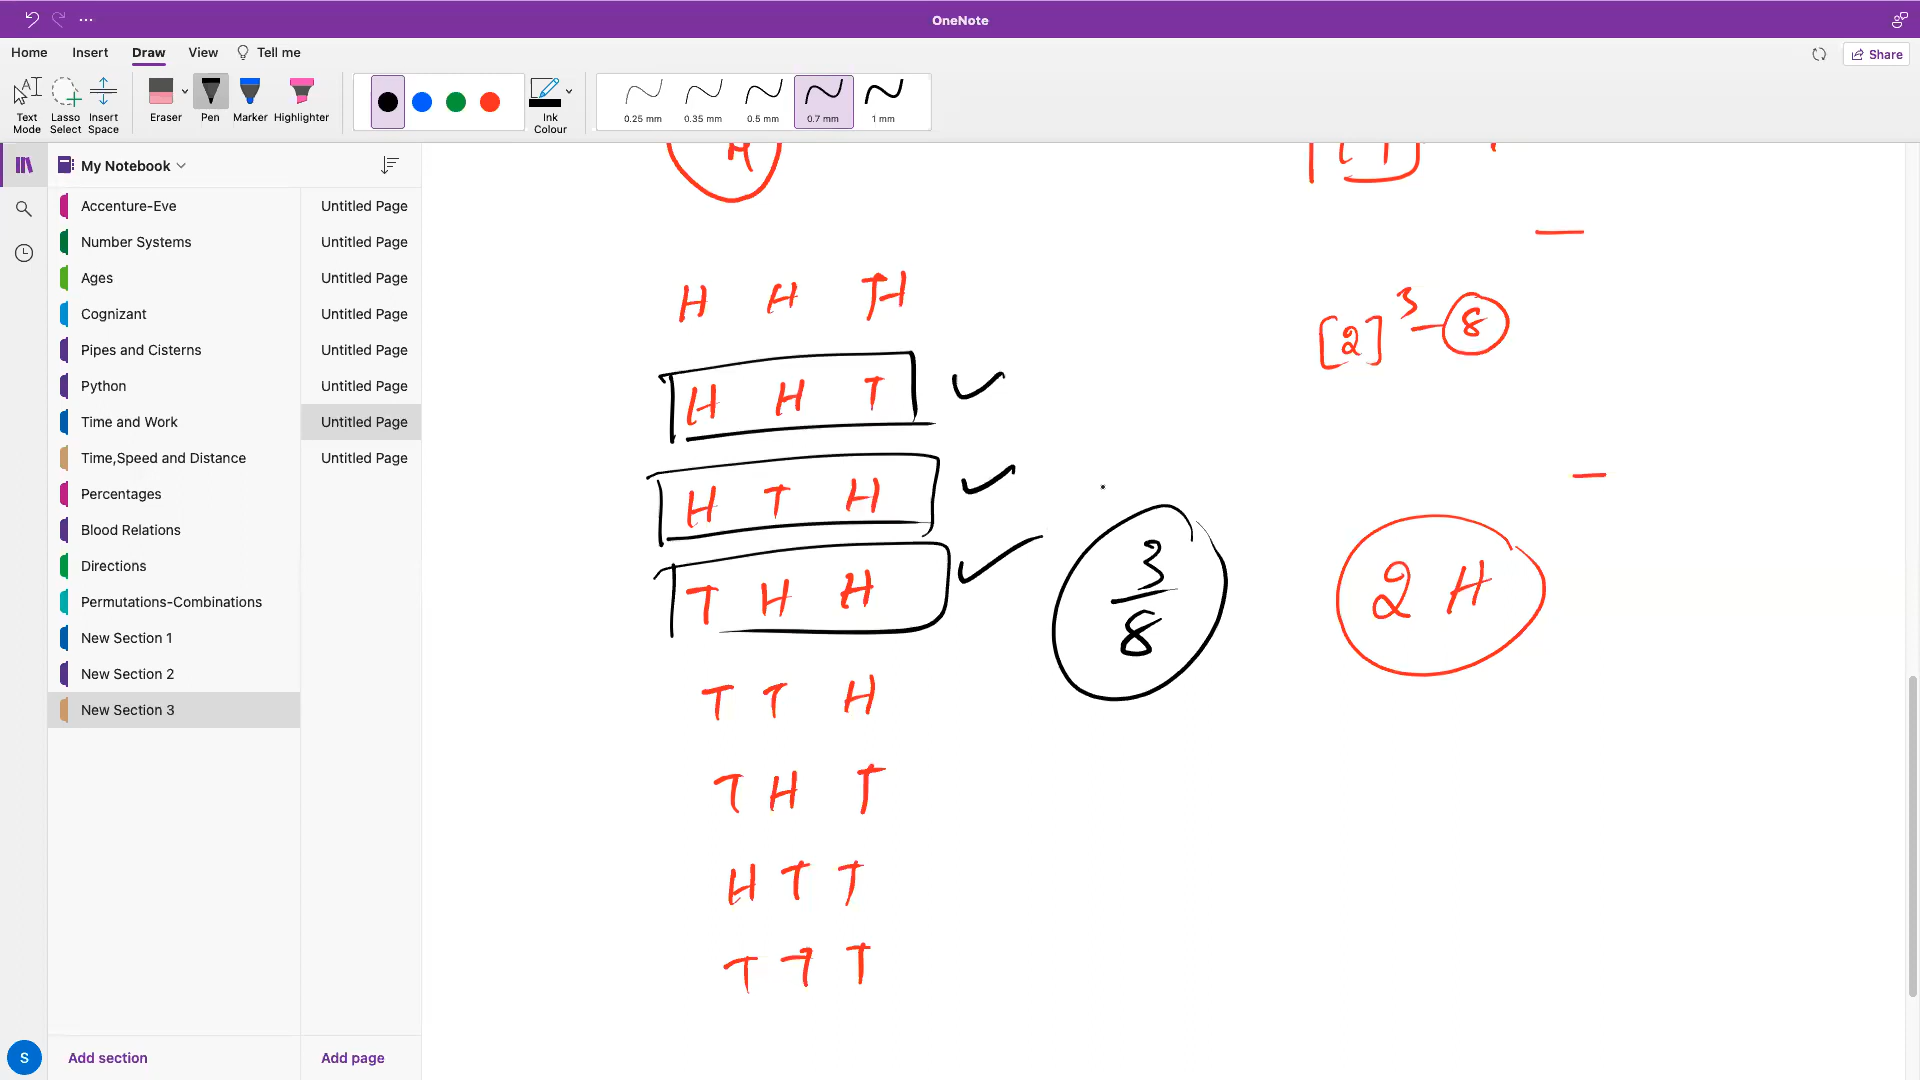 OneNote
Home Insert Draw View Tell me
Share
Text Mode
Lasso Select
Insert Space
Eraser
Pen
Marker
Highlighter
Ink Colour
0.25 mm
0.35 mm
0.5 mm
0.7 mm
1 mm
My Notebook
Accenture-Eve
Number Systems
Ages
Cognizant
Pipes and Cisterns
Python
Time and Work
Time,Speed and Distance
Percentages
Blood Relations
Directions
Permutations-Combinations
New Section 1
New Section 2
New Section 3
Add section
S
Untitled Page
Untitled Page
Untitled Page
Untitled Page
Untitled Page
Untitled Page
Untitled Page
Untitled Page
Add page
H H H
H H T
H T H
T H H
T T H
T H T
H T T
T T T
3
8
[2]3 - 8
2 H